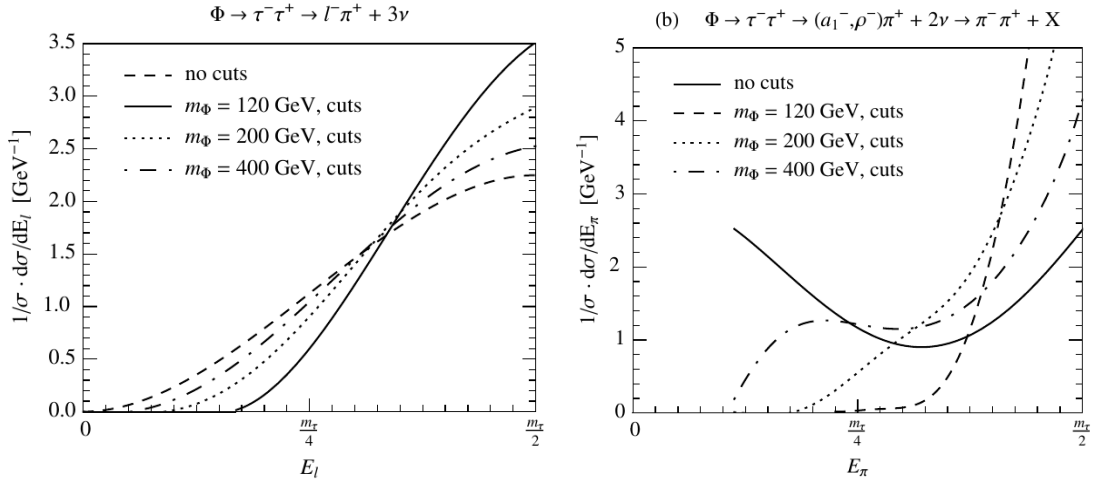 Φ → τ⁻τ⁺ → l⁻π⁺ + 3ν
3.5
3.0
2.5
2.0
1.5
1.0
0.5
0.0
1/σ · dσ/dE_l [GeV⁻¹]
no cuts
m_Φ = 120 GeV, cuts
m_Φ = 200 GeV, cuts
m_Φ = 400 GeV, cuts
0
m_τ/4
m_τ/2
E_l
(b) Φ → τ⁻τ⁺ → (a₁⁻,ρ⁻)π⁺ + 2ν → π⁻π⁺ + X
5
4
3
2
1
0
1/σ · dσ/dE_π [GeV⁻¹]
no cuts
m_Φ = 120 GeV, cuts
m_Φ = 200 GeV, cuts
m_Φ = 400 GeV, cuts
0
m_τ/4
m_τ/2
E_π